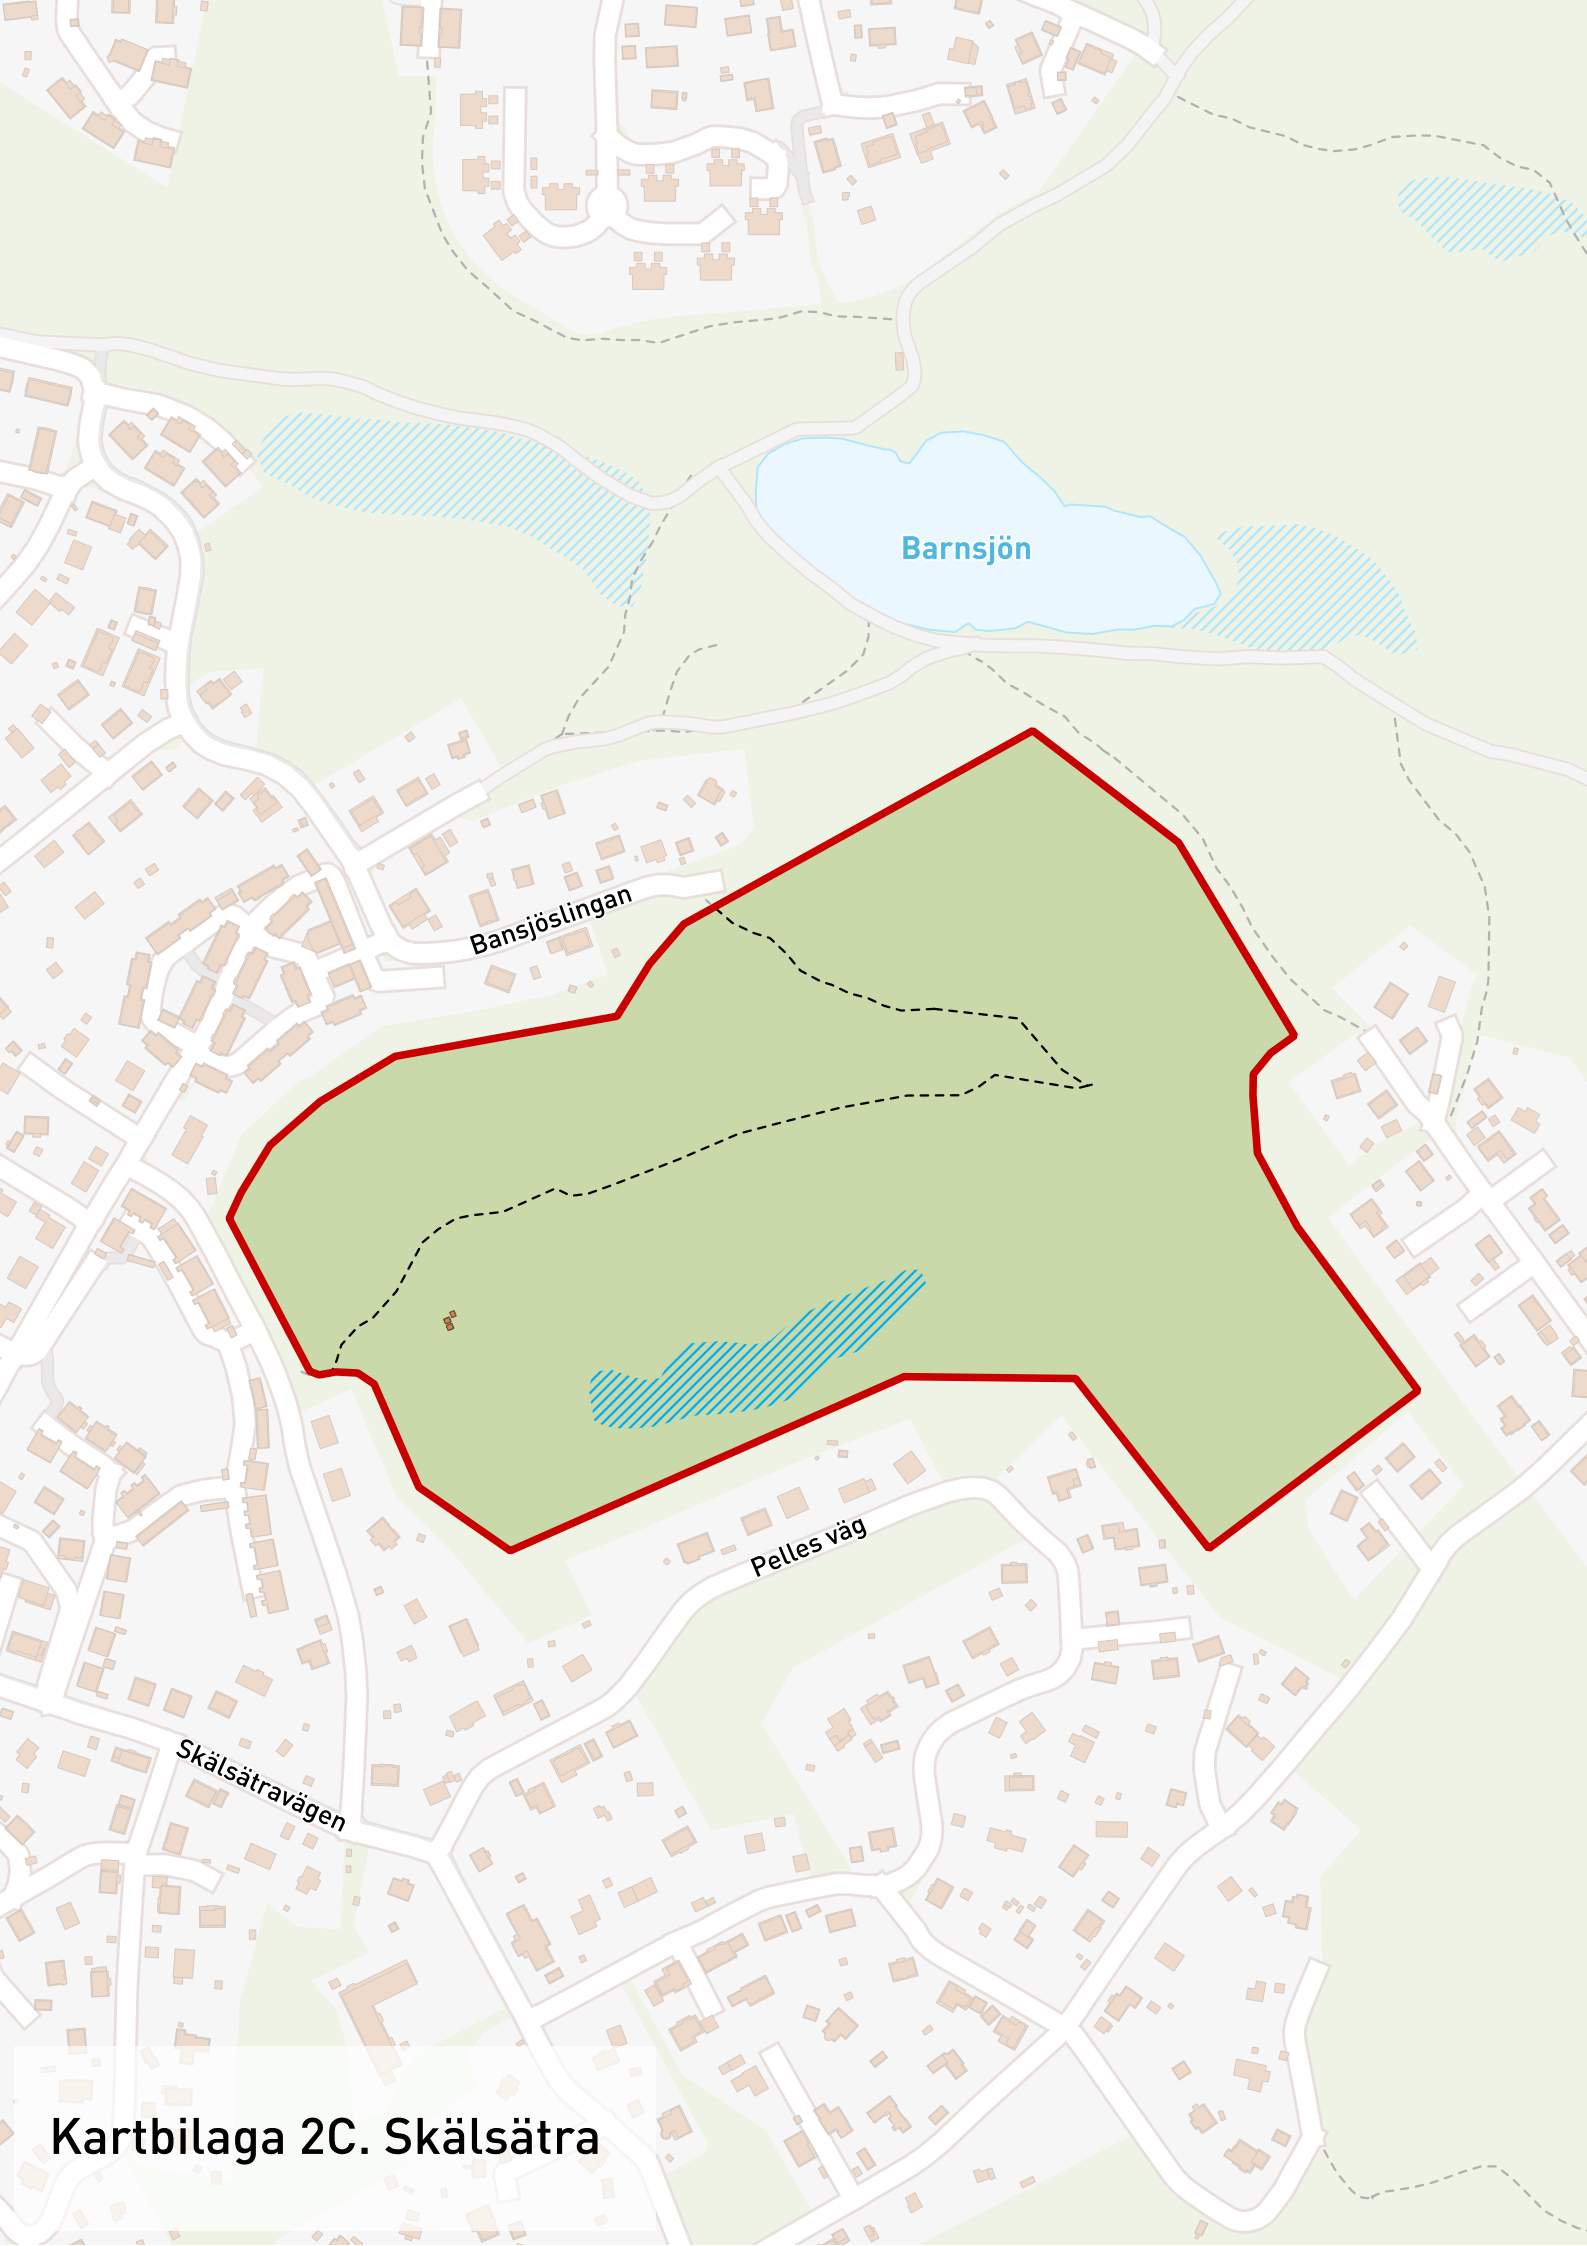 Barnsjön
Bansjöslingan
Pelles väg
Skälsätravägen
Kartbilaga 2C. Skälsätra